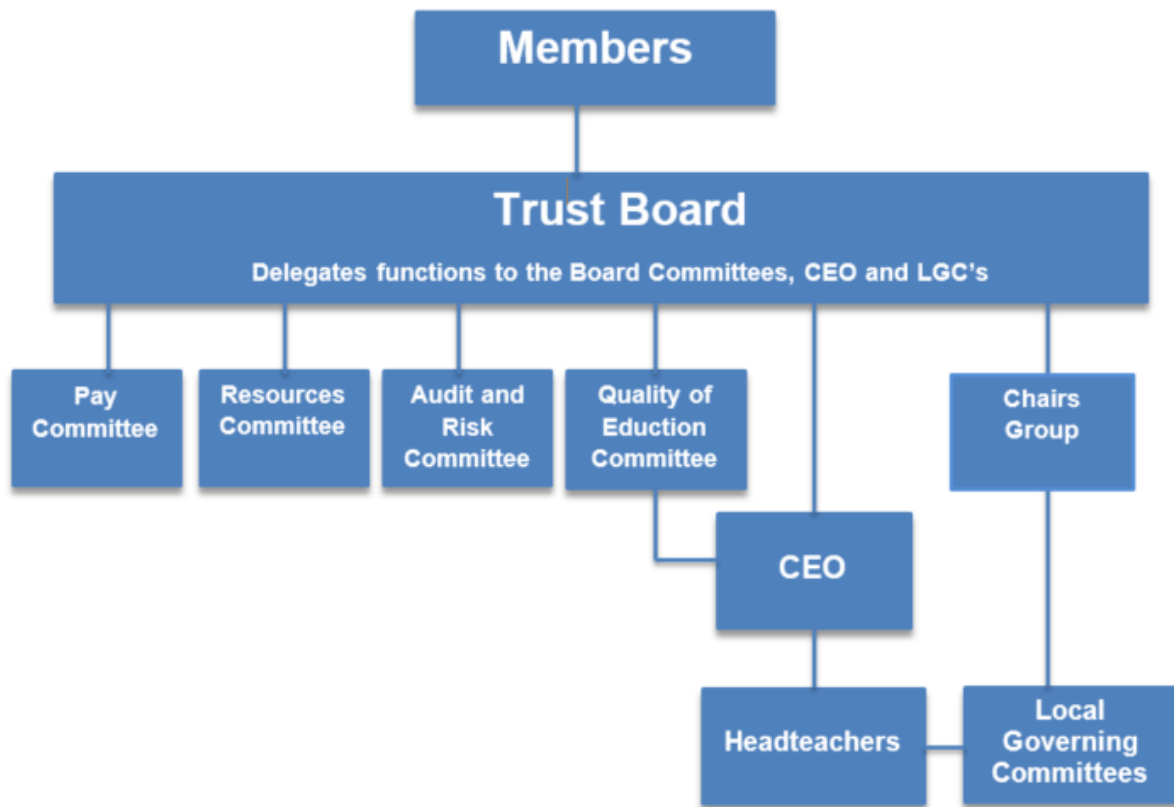 Members
Trust Board
Delegates functions to the Board Committees, CEO and LGC's
Pay
Committee
Resources
Committee
Audit and
Risk
Committee
Quality of
Eduction
Committee
Chairs
Group
CEO
Headteachers
Local
Governing
Committees